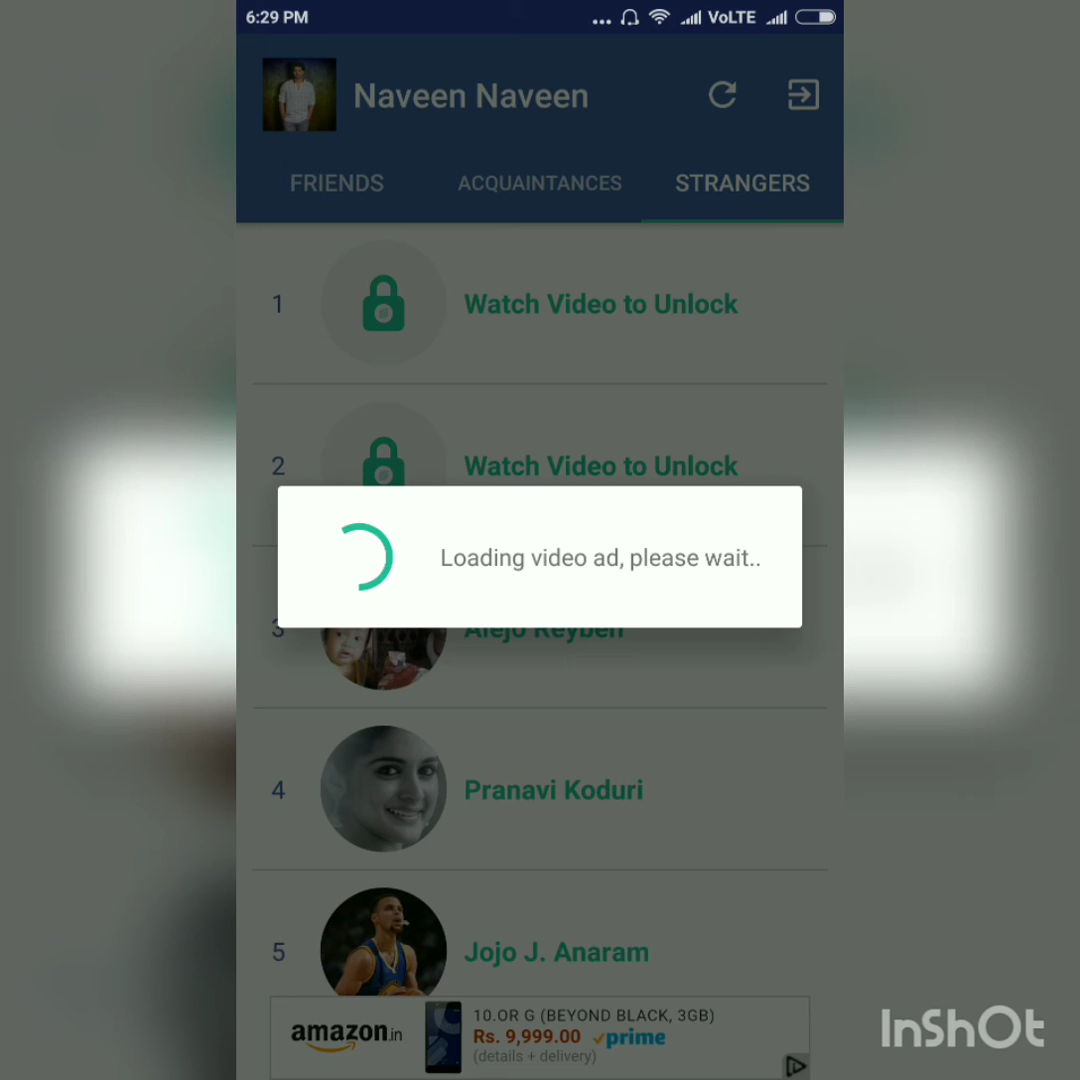 6:29 PM
VoLTE
Naveen Naveen
FRIENDS
ACQUAINTANCES
STRANGERS
1
Watch Video to Unlock
2
Watch Video to Unlock
Loading video ad, please wait..
3
Alejo Reyben
4
Pranavi Koduri
5
Jojo J. Anaram
amazon.in
10.OR G (BEYOND BLACK, 3GB)
Rs. 9,999.00 prime
(details + delivery)
InShOt